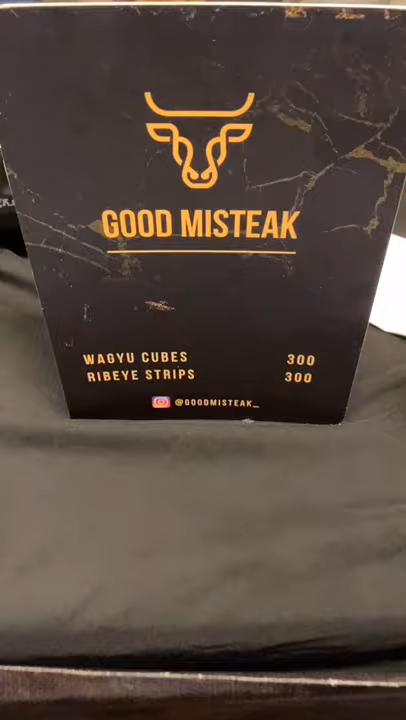 GOOD MISTEAK
WAGYU CUBES 300
RIBEYE STRIPS 300
@GOODMISTEAK_